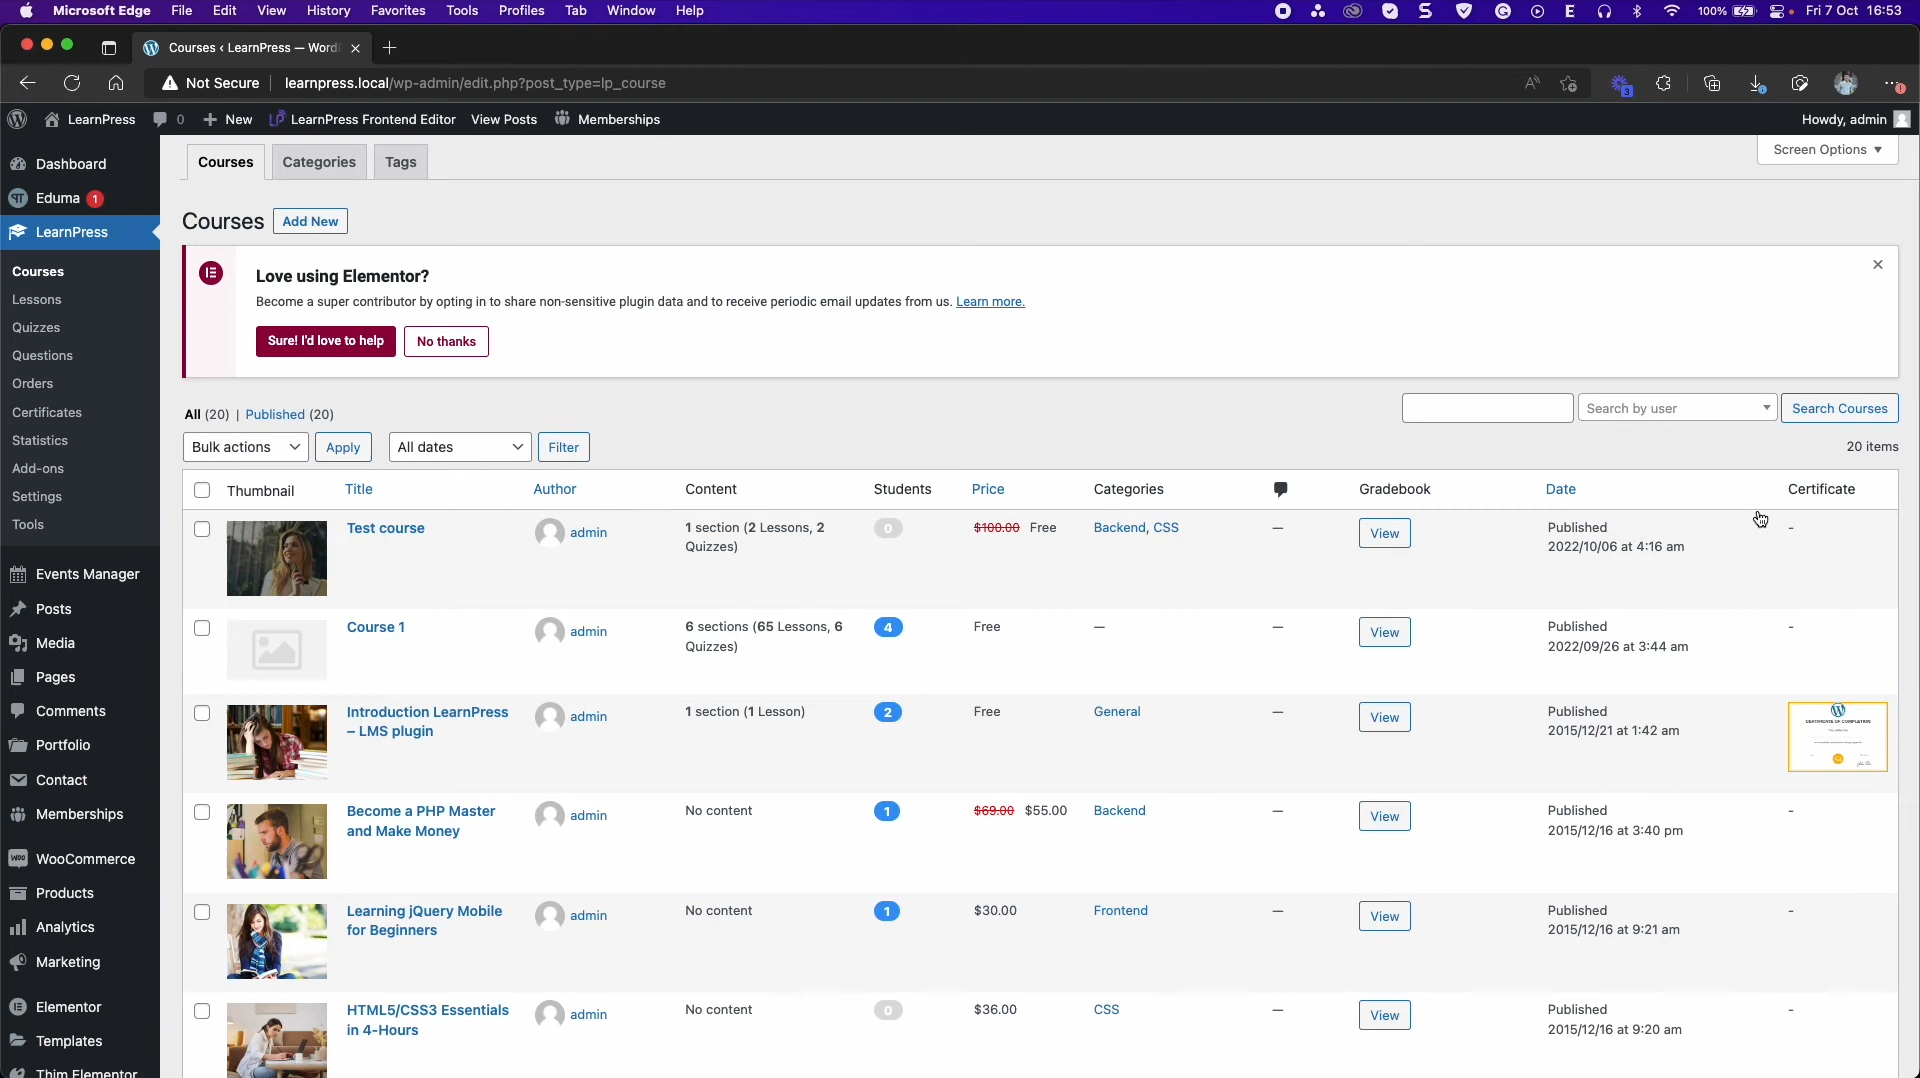 Microsoft Edge File Edit View History Favorites Tools Profiles Tab Window Help 100% Fri 7 Oct 16:53
Courses ‹ LearnPress — Word
Not Secure learnpress.local/wp-admin/edit.php?post_type=lp_course
3
LearnPress 0 + New LearnPress Frontend Editor View Posts Memberships Howdy, admin
Dashboard
Eduma 1
LearnPress
Courses
Lessons
Quizzes
Questions
Orders
Certificates
Statistics
Add-ons
Settings
Tools
Events Manager
Posts
Media
Pages
Comments
Portfolio
Contact
Memberships
WooCommerce
Products
Analytics
Marketing
Elementor
Templates
Thim Elementor
Courses Categories Tags Screen Options
Courses Add New
Love using Elementor?
Become a super contributor by opting in to share non-sensitive plugin data and to receive periodic email updates from us. Learn more.
Sure! I'd love to help No thanks
All (20) | Published (20) Search by user Search Courses
Bulk actions Apply All dates Filter 20 items
Thumbnail Title Author Content Students Price Categories Gradebook Date Certificate
Test course admin 1 section (2 Lessons, 2 0 $100.00 Free Backend, CSS — View Published -
Quizzes) 2022/10/06 at 4:16 am
Course 1 admin 6 sections (65 Lessons, 6 4 Free — — View Published -
Quizzes) 2022/09/26 at 3:44 am
Introduction LearnPress admin 1 section (1 Lesson) 2 Free General — View Published
– LMS plugin 2015/12/21 at 1:42 am
CERTIFICATE OF COMPLETION
Become a PHP Master admin No content 1 $69.00 $55.00 Backend — View Published -
and Make Money 2015/12/16 at 3:40 pm
Learning jQuery Mobile admin No content 1 $30.00 Frontend — View Published -
for Beginners 2015/12/16 at 9:21 am
HTML5/CSS3 Essentials admin No content 0 $36.00 CSS — View Published -
in 4-Hours 2015/12/16 at 9:20 am